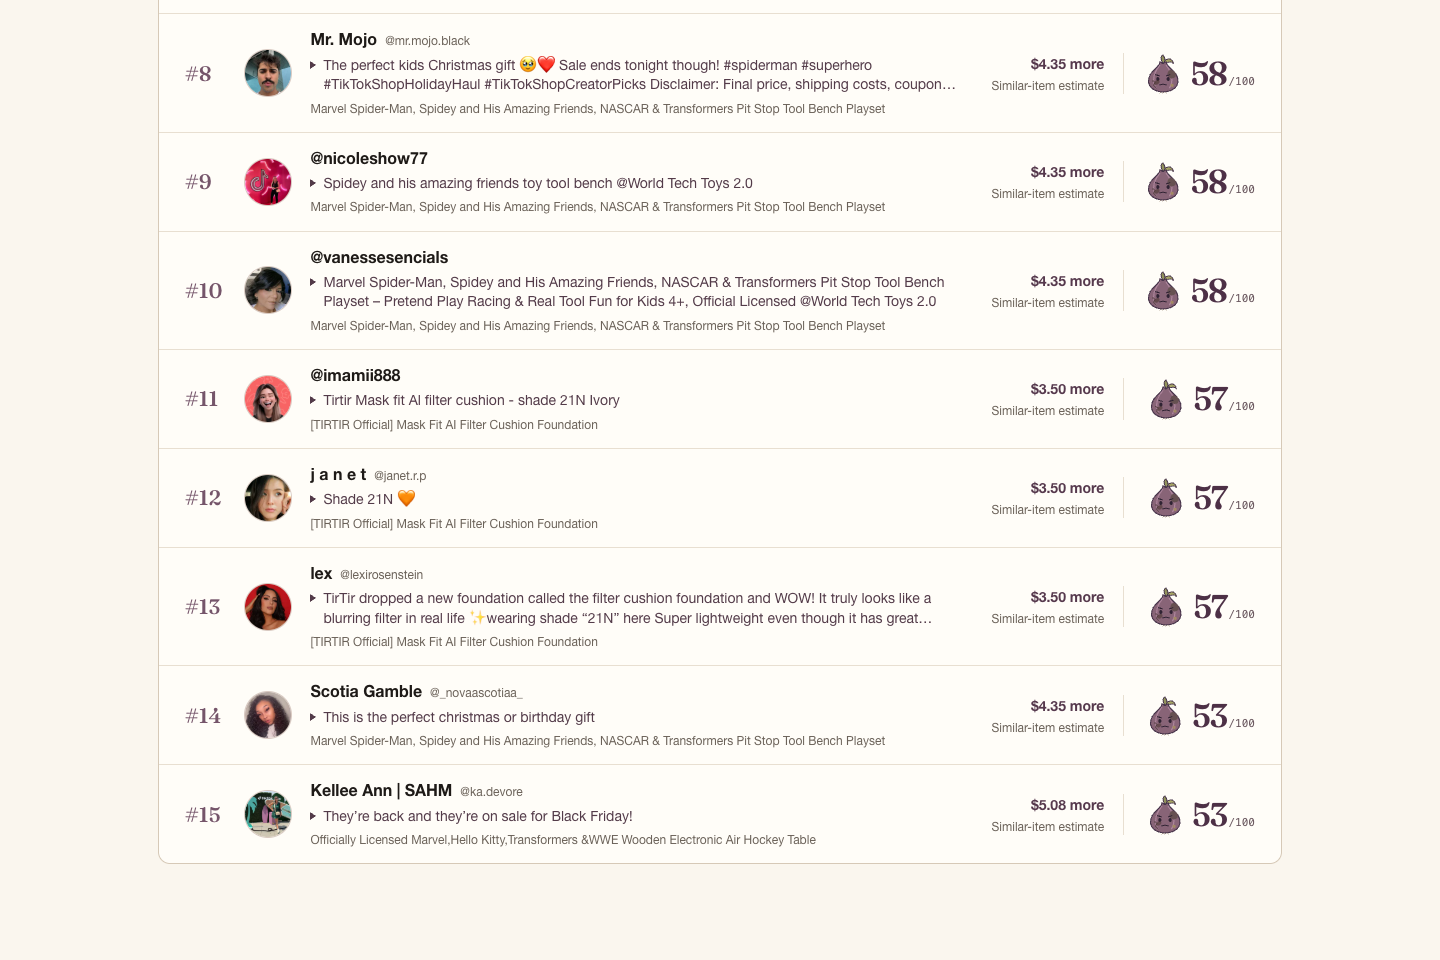 #8
Mr. Mojo @mr.mojo.black
The perfect kids Christmas gift 🥹❤️ Sale ends tonight though! #spiderman #superhero
#TikTokShopHolidayHaul #TikTokShopCreatorPicks Disclaimer: Final price, shipping costs, coupon…
Marvel Spider-Man, Spidey and His Amazing Friends, NASCAR & Transformers Pit Stop Tool Bench Playset
$4.35 more
Similar-item estimate
58/100
#9
@nicoleshow77
Spidey and his amazing friends toy tool bench @World Tech Toys 2.0
Marvel Spider-Man, Spidey and His Amazing Friends, NASCAR & Transformers Pit Stop Tool Bench Playset
$4.35 more
Similar-item estimate
58/100
#10
@vanessesencials
Marvel Spider-Man, Spidey and His Amazing Friends, NASCAR & Transformers Pit Stop Tool Bench
Playset – Pretend Play Racing & Real Tool Fun for Kids 4+, Official Licensed @World Tech Toys 2.0
Marvel Spider-Man, Spidey and His Amazing Friends, NASCAR & Transformers Pit Stop Tool Bench Playset
$4.35 more
Similar-item estimate
58/100
#11
@imamii888
Tirtir Mask fit AI filter cushion - shade 21N Ivory
[TIRTIR Official] Mask Fit AI Filter Cushion Foundation
$3.50 more
Similar-item estimate
57/100
#12
j a n e t @janet.r.p
Shade 21N 🧡
[TIRTIR Official] Mask Fit AI Filter Cushion Foundation
$3.50 more
Similar-item estimate
57/100
#13
lex @lexirosenstein
TirTir dropped a new foundation called the filter cushion foundation and WOW! It truly looks like a
blurring filter in real life ✨wearing shade “21N” here Super lightweight even though it has great…
[TIRTIR Official] Mask Fit AI Filter Cushion Foundation
$3.50 more
Similar-item estimate
57/100
#14
Scotia Gamble @_novaascotiaa_
This is the perfect christmas or birthday gift
Marvel Spider-Man, Spidey and His Amazing Friends, NASCAR & Transformers Pit Stop Tool Bench Playset
$4.35 more
Similar-item estimate
53/100
#15
Kellee Ann | SAHM @ka.devore
They’re back and they’re on sale for Black Friday!
Officially Licensed Marvel,Hello Kitty,Transformers &WWE Wooden Electronic Air Hockey Table
$5.08 more
Similar-item estimate
53/100